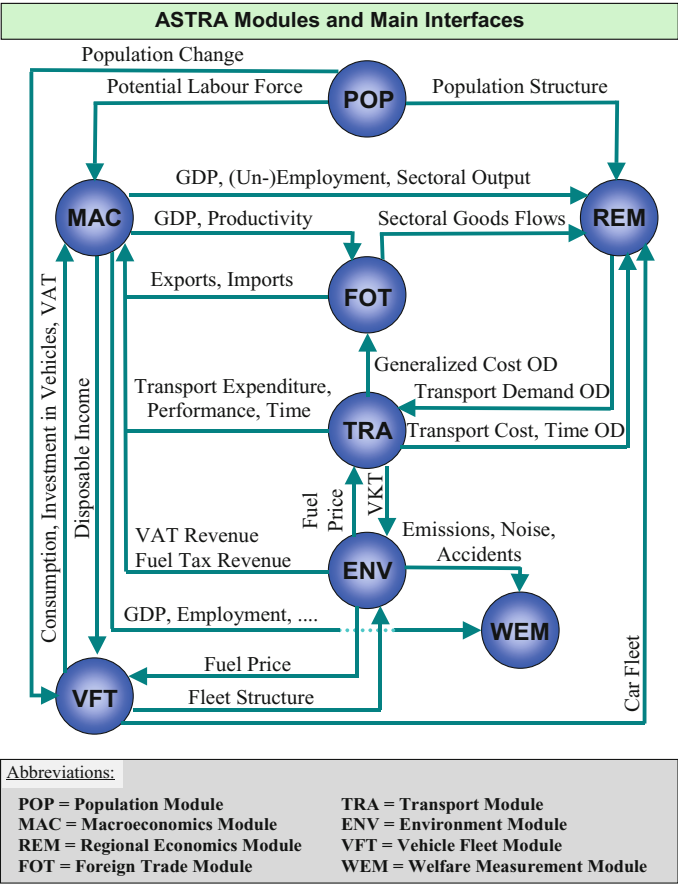 ASTRA Modules and Main Interfaces
Population Change
Potential Labour Force
POP
Population Structure
GDP, (Un-)Employment, Sectoral Output
MAC
REM
GDP, Productivity
Sectoral Goods Flows
Exports, Imports
FOT
Generalized Cost OD
Transport Expenditure,
Performance, Time
Transport Demand OD
TRA
Transport Cost, Time OD
Consumption, Investment in Vehicles, VAT
Disposable Income
Fuel
Price
VKT
VAT Revenue
Fuel Tax Revenue
Emissions, Noise,
Accidents
ENV
GDP, Employment, ....
WEM
Fuel Price
VFT
Fleet Structure
Car Fleet
Abbreviations:
POP = Population Module
MAC = Macroeconomics Module
REM = Regional Economics Module
FOT = Foreign Trade Module
TRA = Transport Module
ENV = Environment Module
VFT = Vehicle Fleet Module
WEM = Welfare Measurement Module